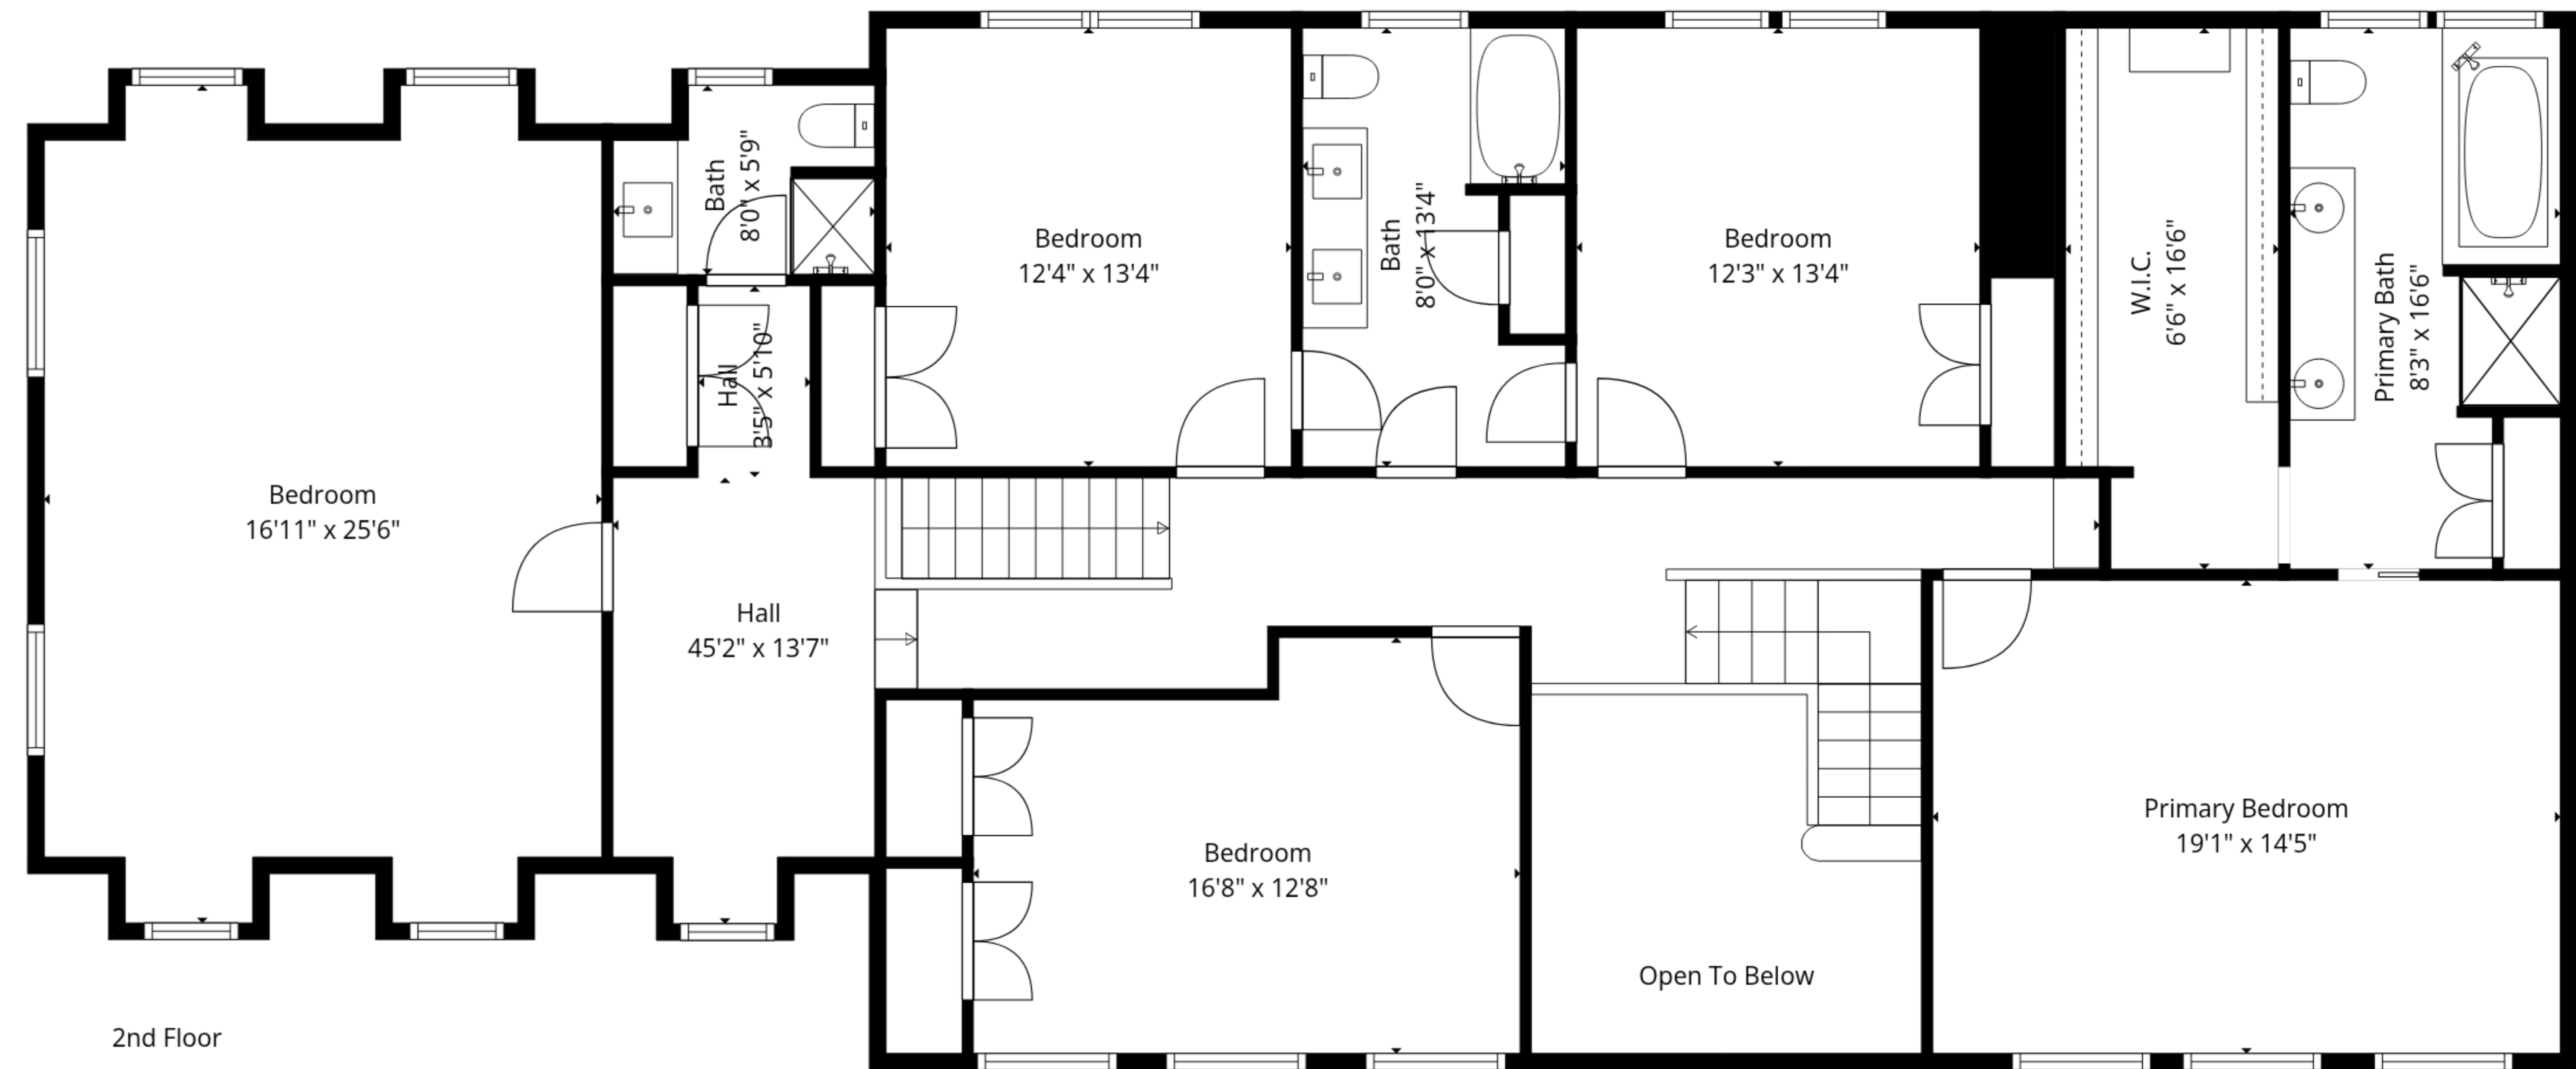 Bath
8'0" x 5'9"
Bedroom
12'4" x 13'4"
Bath
8'0" x 13'4"
Bedroom
12'3" x 13'4"
W.I.C.
6'6" x 16'6"
Primary Bath
8'3" x 16'6"
Hall
3'5" x 5'10"
Bedroom
16'11" x 25'6"
Hall
45'2" x 13'7"
Bedroom
16'8" x 12'8"
Open To Below
Primary Bedroom
19'1" x 14'5"
2nd Floor